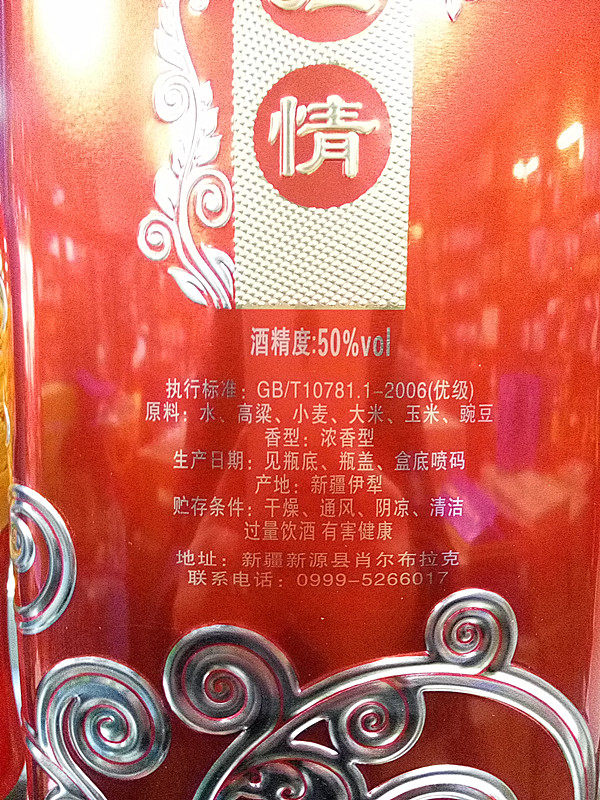 情
酒精度:50%vol
执行标准：GB/T10781.1-2006(优级)
原料：水、高粱、小麦、大米、玉米、豌豆
香型：浓香型
生产日期：见瓶底、瓶盖、盒底喷码
产地：新疆伊犁
贮存条件：干燥、通风、阴凉、清洁
过量饮酒 有害健康
地址：新疆新源县肖尔布拉克
联系电话：0999-5266017